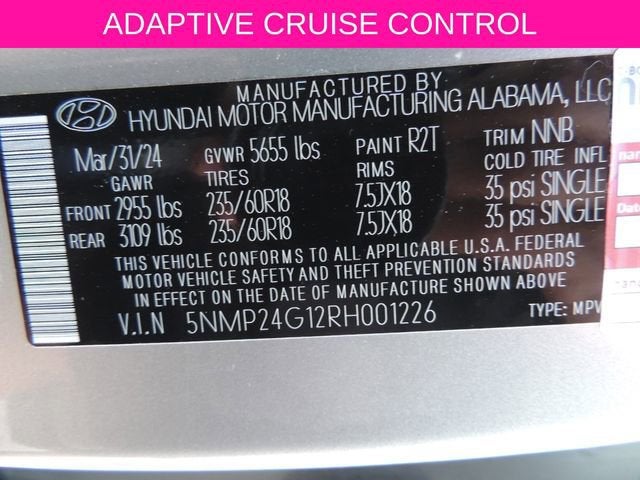 ADAPTIVE CRUISE CONTROL
MANUFACTURED BY
HYUNDAI MOTOR MANUFACTURING ALABAMA, LLC
Mar/31/24 GVWR 5655 lbs PAINT R2T TRIM NNB
GAWR TIRES RIMS COLD TIRE INFL
FRONT 2955 lbs 235/60R18 7.5JX18 35 psi SINGLE
REAR 3109 lbs 235/60R18 7.5JX18 35 psi SINGLE
THIS VEHICLE CONFORMS TO ALL APPLICABLE U.S.A. FEDERAL
MOTOR VEHICLE SAFETY AND THEFT PREVENTION STANDARDS
IN EFFECT ON THE DATE OF MANUFACTURE SHOWN ABOVE
V.I.N 5NMP24G12RH001226 TYPE: MPV
Date